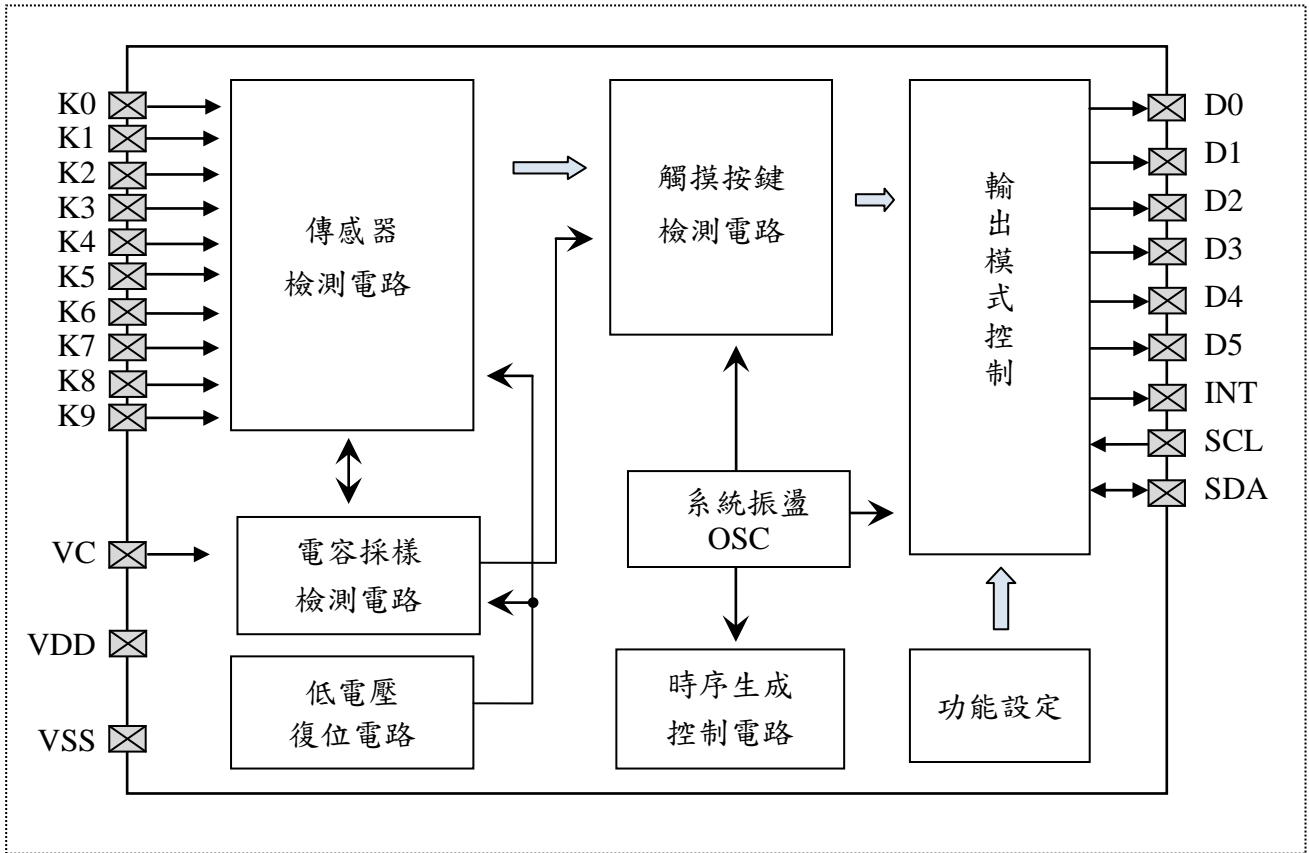 K0
K1
K2
K3
K4
K5
K6
K7
K8
K9
VC
VDD
VSS
傳感器
檢測電路
電容採樣
檢測電路
低電壓
復位電路
觸摸按鍵
檢測電路
系統振盪
OSC
時序生成
控制電路
輸
出
模
式
控
制
功能設定
D0
D1
D2
D3
D4
D5
INT
SCL
SDA